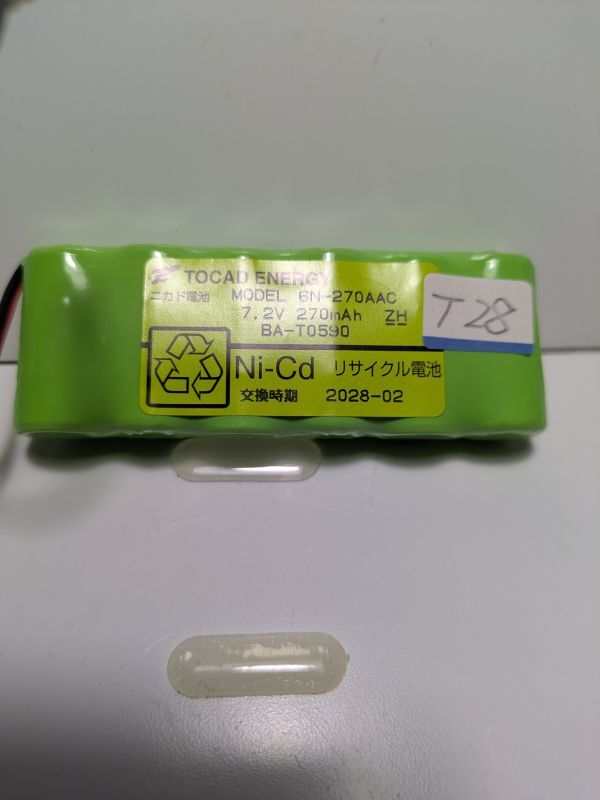 TOCAD ENERGY
ニカド電池 MODEL 6N-270AAC
7.2V 270mAh ZH
BA-T0590
T28
Ni-Cd リサイクル電池
交換時期 2028-02